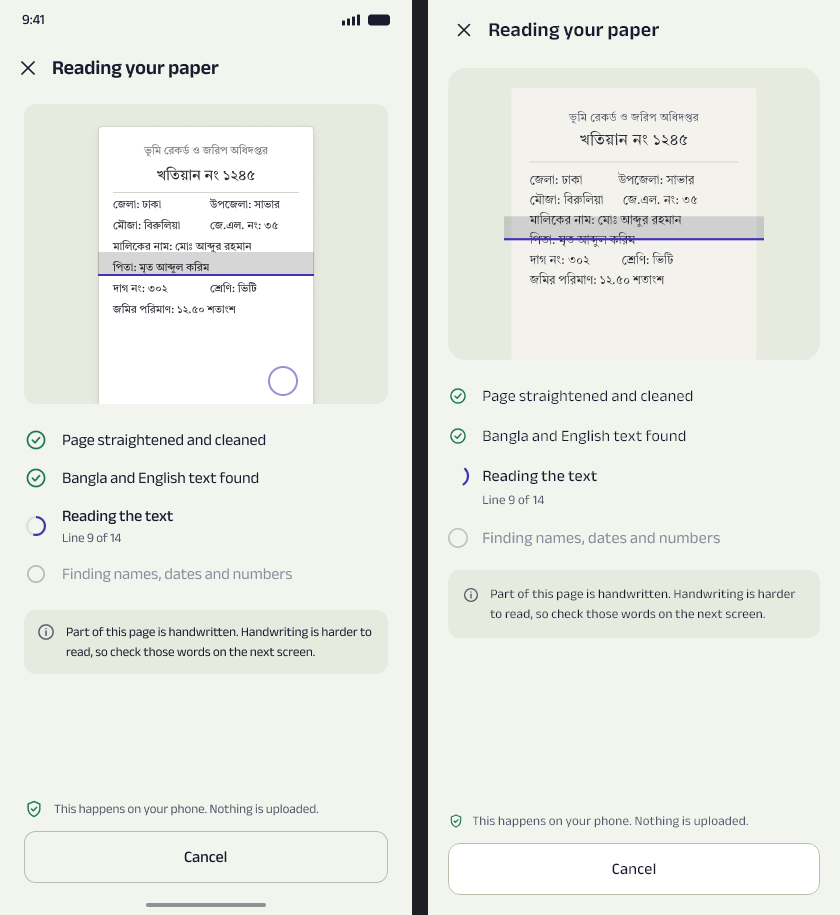 9:41
Reading your paper
ভূমি রেকর্ড ও জরিপ অধিদপ্তর
খতিয়ান নং ১২৪৫
জেলা: ঢাকা উপজেলা: সাভার
মৌজা: বিরুলিয়া জে.এল. নং: ৩৫
মালিকের নাম: মোঃ আব্দুর রহমান
পিতা: মৃত আব্দুল করিম
দাগ নং: ৩০২ শ্রেণি: ভিটি
জমির পরিমাণ: ১২.৫০ শতাংশ
Page straightened and cleaned
Bangla and English text found
Reading the text
Line 9 of 14
Finding names, dates and numbers
Part of this page is handwritten. Handwriting is harder to
read, so check those words on the next screen.
This happens on your phone. Nothing is uploaded.
Cancel
Reading your paper
ভূমি রেকর্ড ও জরিপ অধিদপ্তর
খতিয়ান নং ১২৪৫
জেলা: ঢাকা উপজেলা: সাভার
মৌজা: বিরুলিয়া জে.এল. নং: ৩৫
মালিকের নাম: মোঃ আব্দুর রহমান
পিতা: মৃত আব্দুল করিম
দাগ নং: ৩০২ শ্রেণি: ভিটি
জমির পরিমাণ: ১২.৫০ শতাংশ
Page straightened and cleaned
Bangla and English text found
Reading the text
Line 9 of 14
Finding names, dates and numbers
Part of this page is handwritten. Handwriting is harder
to read, so check those words on the next screen.
This happens on your phone. Nothing is uploaded.
Cancel